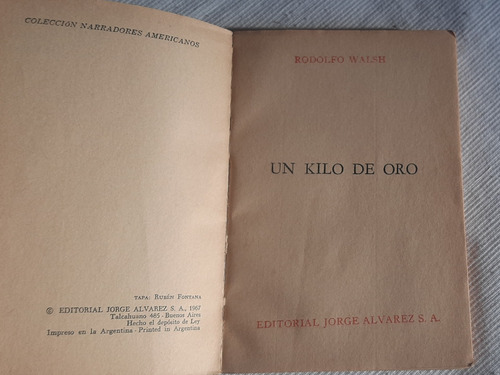 COLECCIÓN NARRADORES AMERICANOS
TAPA: RUBÉN FONTANA
© EDITORIAL JORGE ALVAREZ S. A., 1967
Talcahuano 485 - Buenos Aires
Hecho el depósito de Ley
Impreso en la Argentina - Printed in Argentina
RODOLFO WALSH
UN KILO DE ORO
EDITORIAL JORGE ALVAREZ S. A.